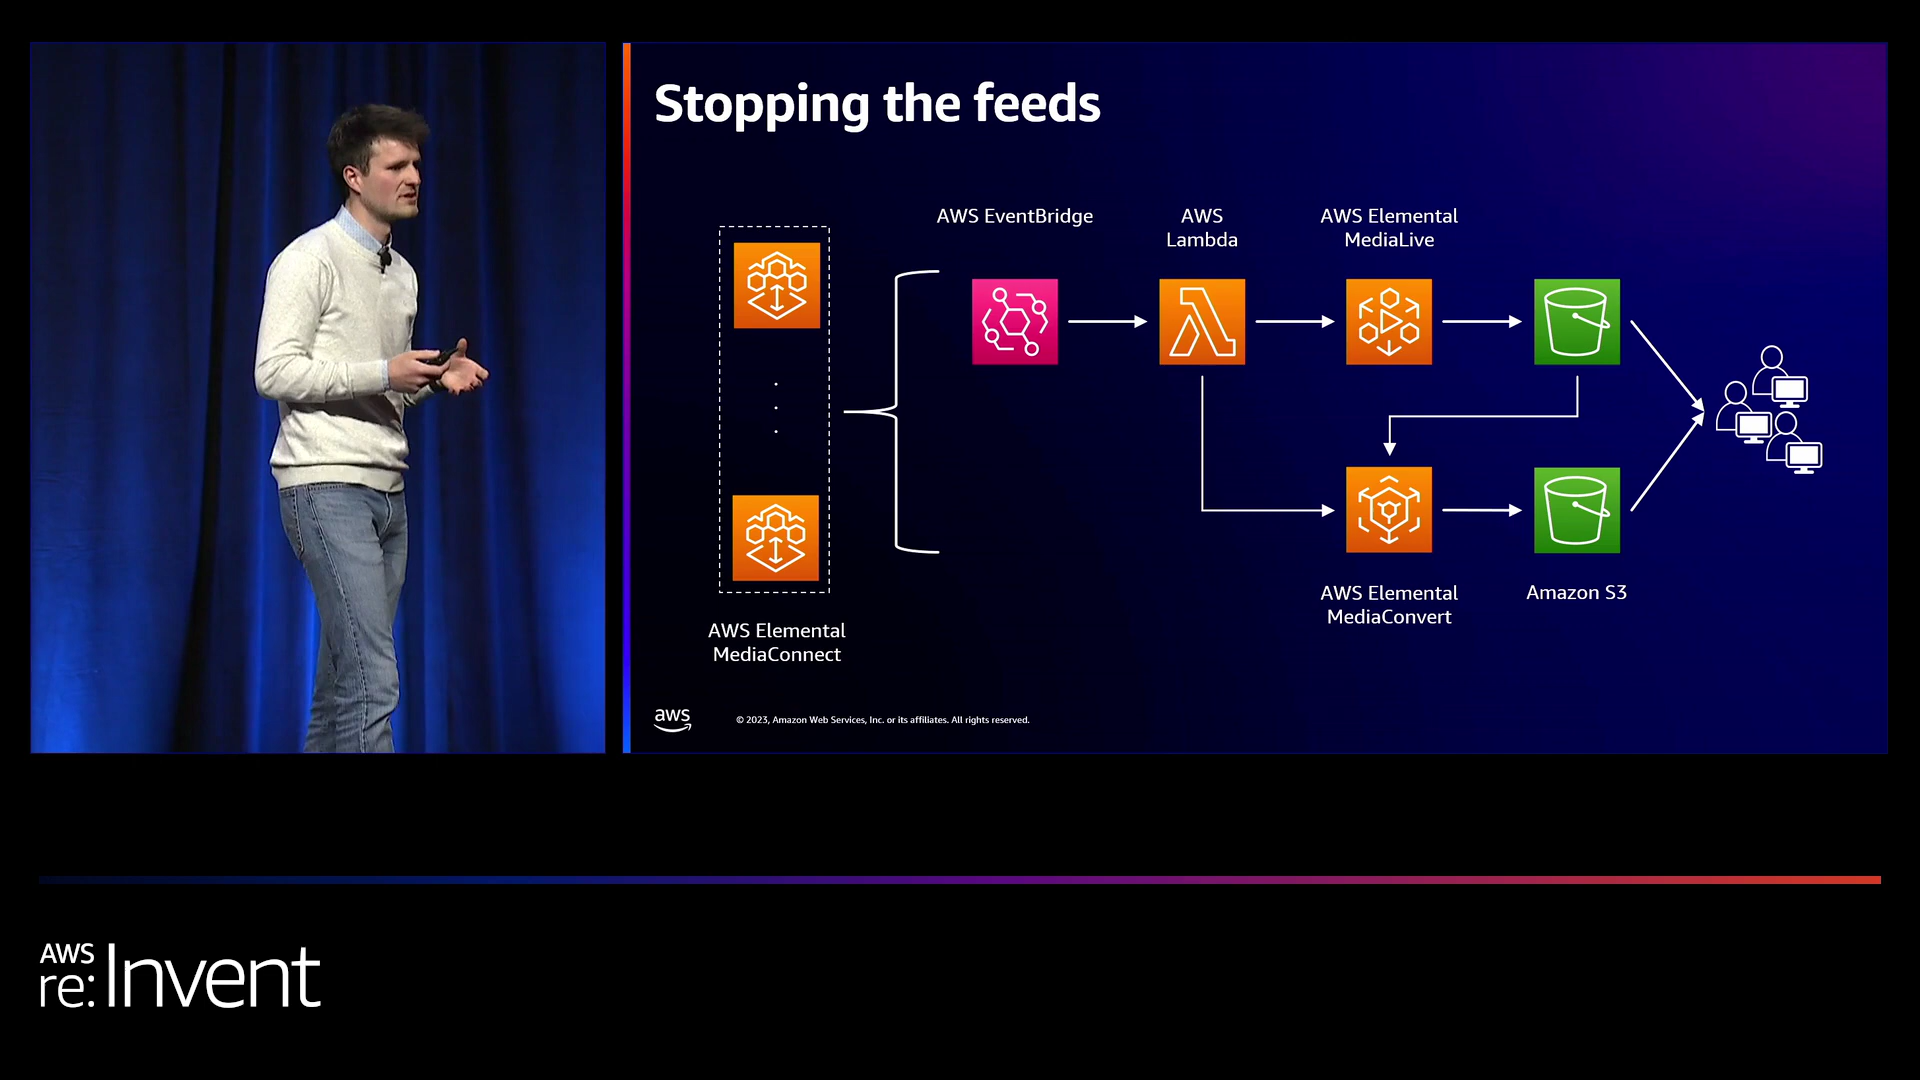 Stopping the feeds
AWS EventBridge
AWS
Lambda
AWS Elemental
MediaLive
AWS Elemental
MediaConnect
AWS Elemental
MediaConvert
Amazon S3
aws
© 2023, Amazon Web Services, Inc. or its affiliates. All rights reserved.
AWS
re:Invent